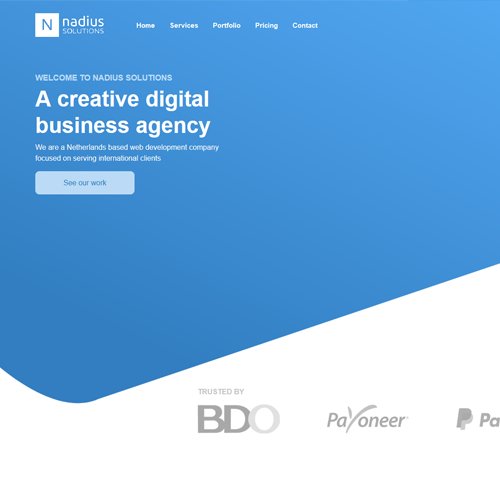 N nadius
SOLUTIONS
Home Services Portfolio Pricing Contact
WELCOME TO NADIUS SOLUTIONS
A creative digital
business agency
We are a Netherlands based web development company
focused on serving international clients
See our work
TRUSTED BY
BDO Payoneer Pa